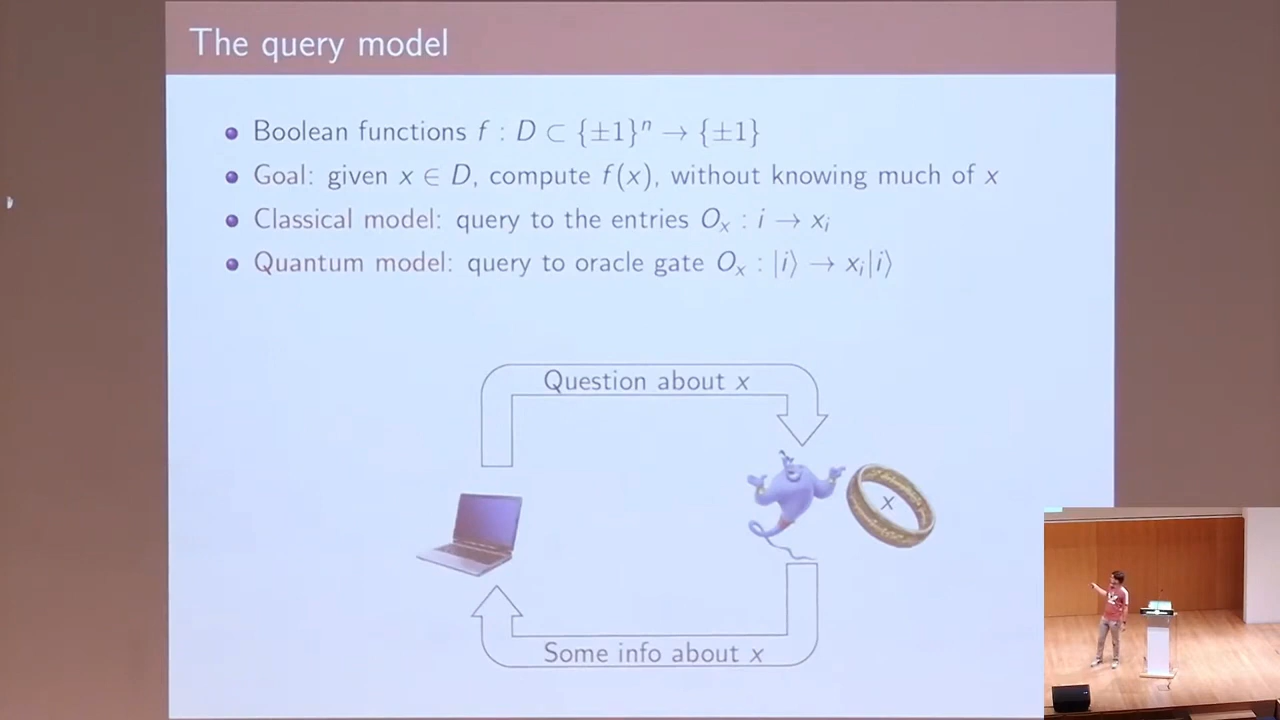 The query model
Boolean functions f : D ⊂ {±1}ⁿ → {±1}
Goal: given x ∈ D, compute f(x), without knowing much of x
Classical model: query to the entries Oₓ : i → xᵢ
Quantum model: query to oracle gate Oₓ : |i⟩ → xᵢ|i⟩
Question about x
x
Some info about x